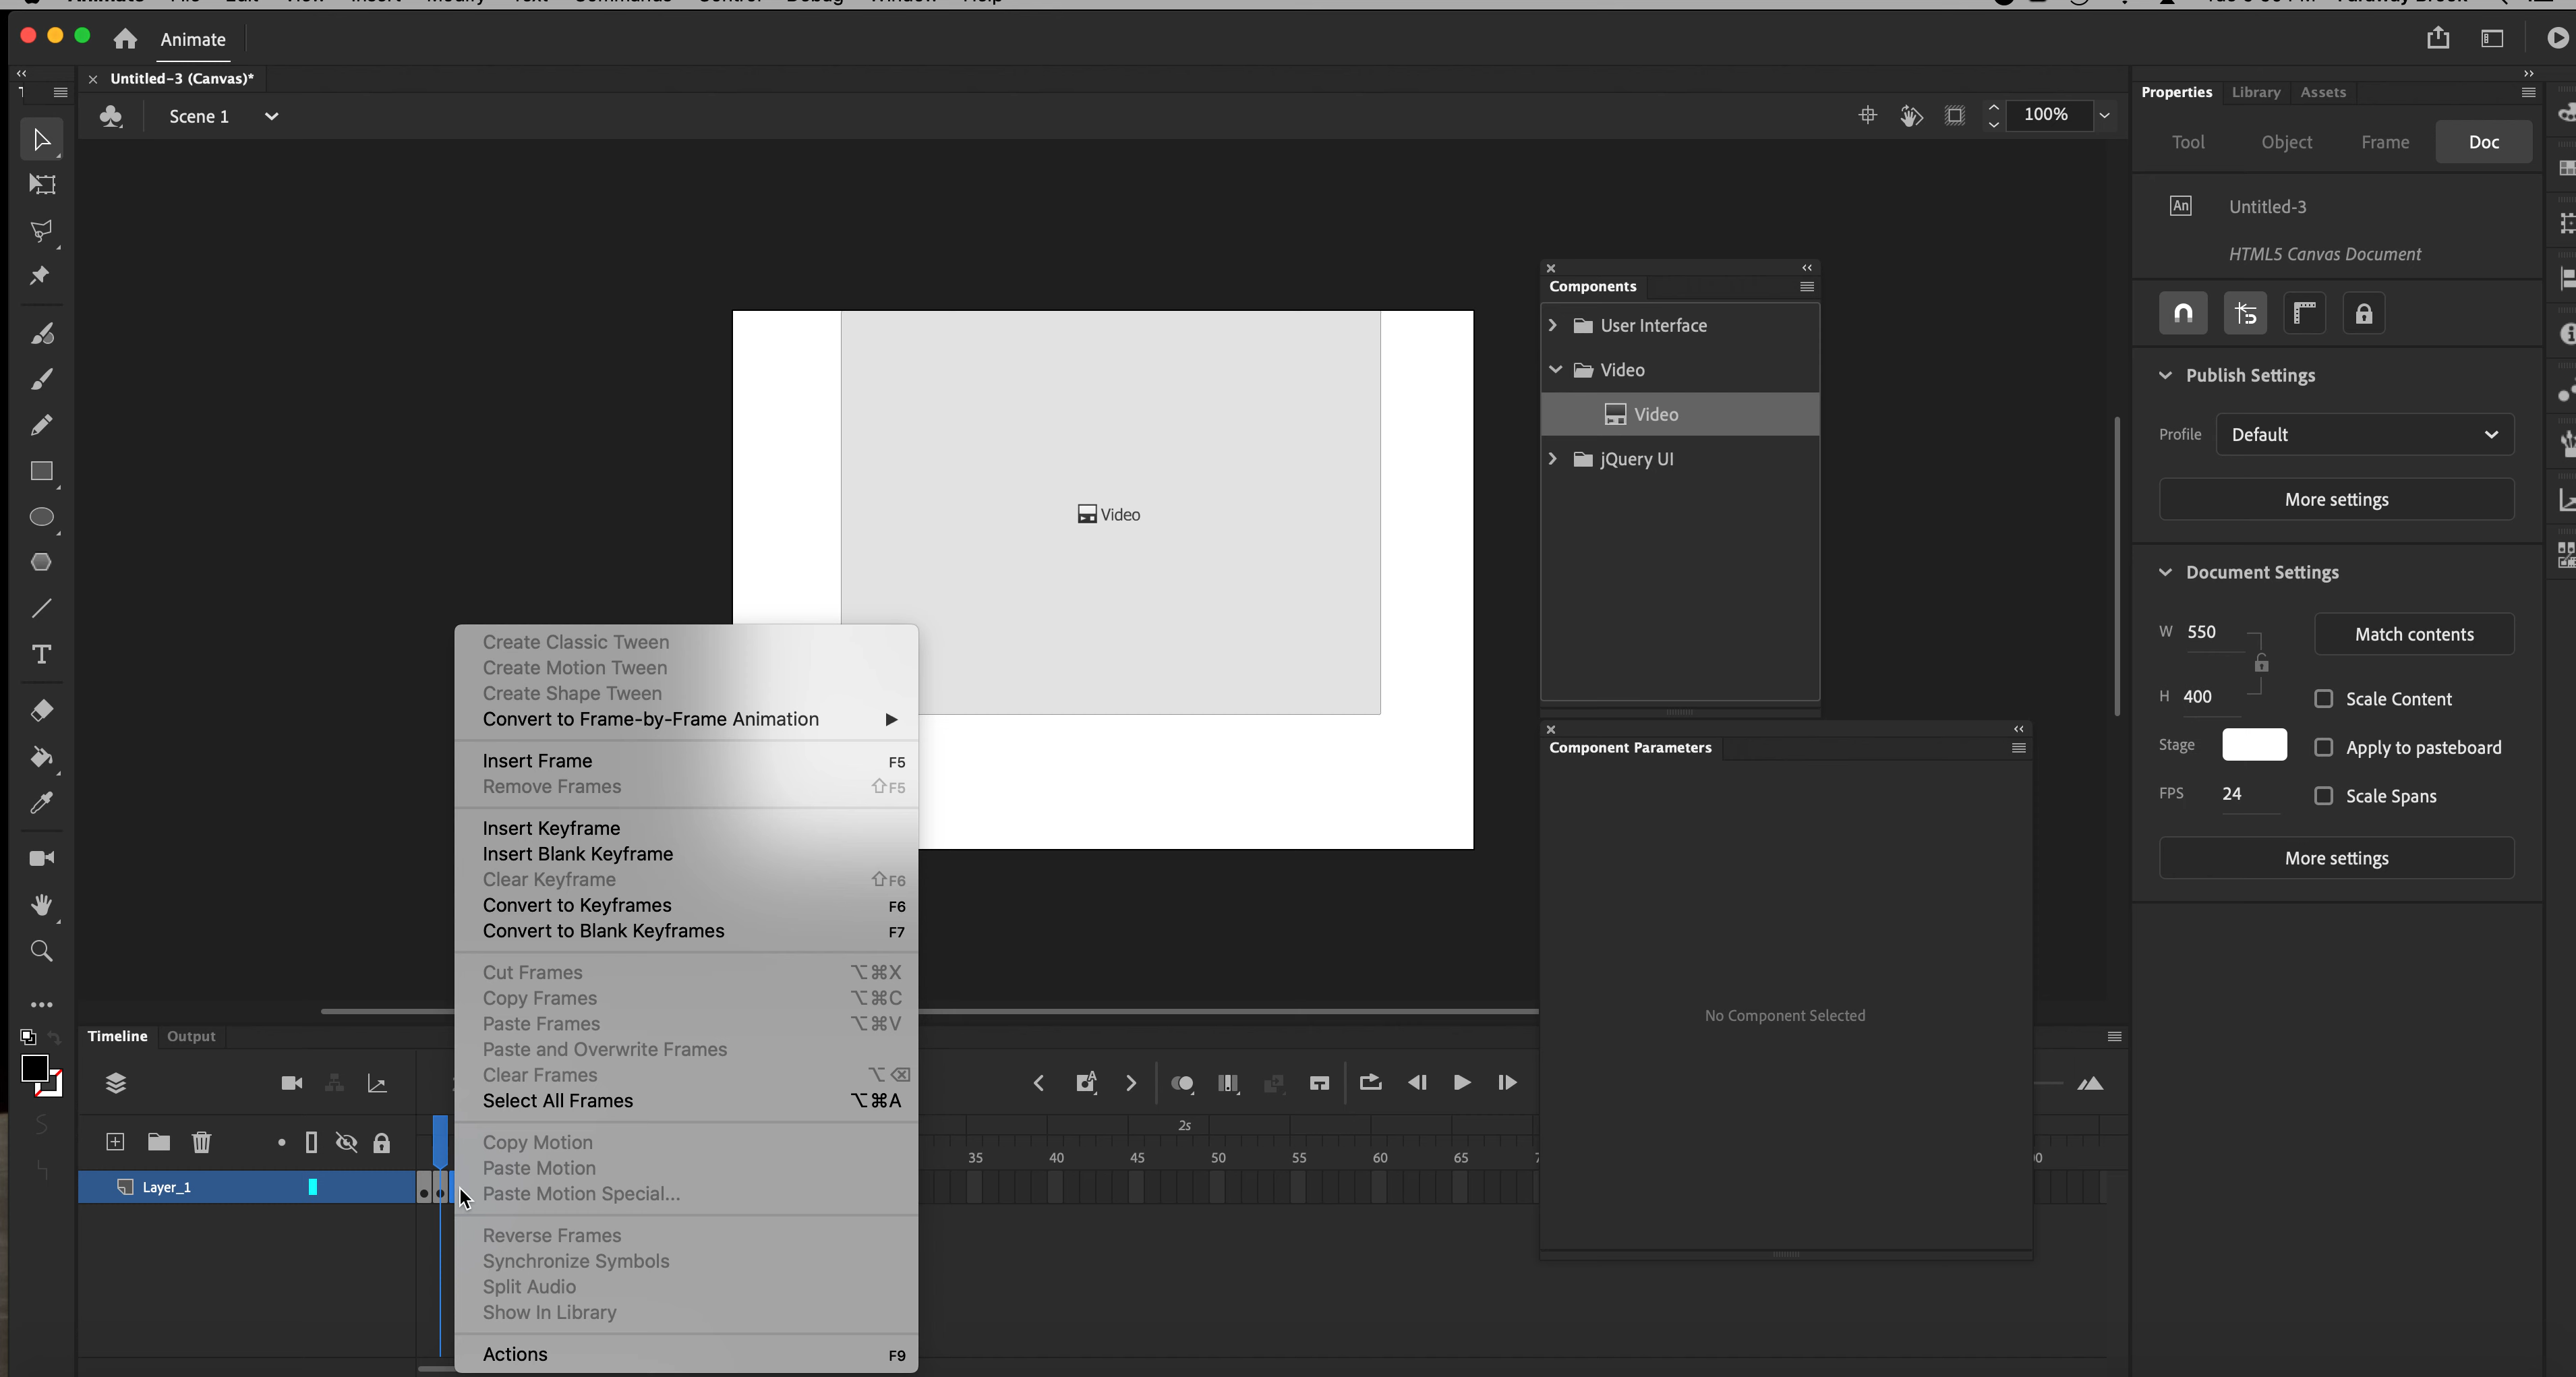 Animate
Untitled-3 (Canvas)*
Scene 1
100%
Properties Library Assets
Tool Object Frame Doc
An Untitled-3
HTML5 Canvas Document
Publish Settings
Profile Default
More settings
Document Settings
W 550
Match contents
H 400
Scale Content
Stage
Apply to pasteboard
FPS 24
Scale Spans
More settings
Components
User Interface
Video
Video
jQuery UI
Video
Component Parameters
No Component Selected
Create Classic Tween
Create Motion Tween
Create Shape Tween
Convert to Frame-by-Frame Animation
Insert Frame F5
Remove Frames ⇧F5
Insert Keyframe
Insert Blank Keyframe
Clear Keyframe ⇧F6
Convert to Keyframes F6
Convert to Blank Keyframes F7
Cut Frames ⌥⌘X
Copy Frames ⌥⌘C
Paste Frames ⌥⌘V
Paste and Overwrite Frames
Clear Frames ⌥⌫
Select All Frames ⌥⌘A
Copy Motion
Paste Motion
Paste Motion Special...
Reverse Frames
Synchronize Symbols
Split Audio
Show In Library
Actions F9
Timeline Output
2s
35 40 45 50 55 60 65
Layer_1